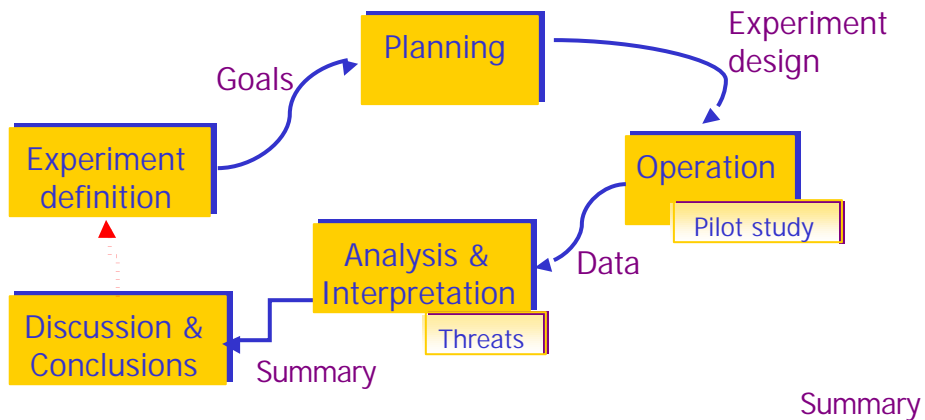 Experiment
definition
Goals
Planning
Experiment
design
Operation
Pilot study
Data
Analysis &
Interpretation
Threats
Summary
Discussion &
Conclusions
Summary